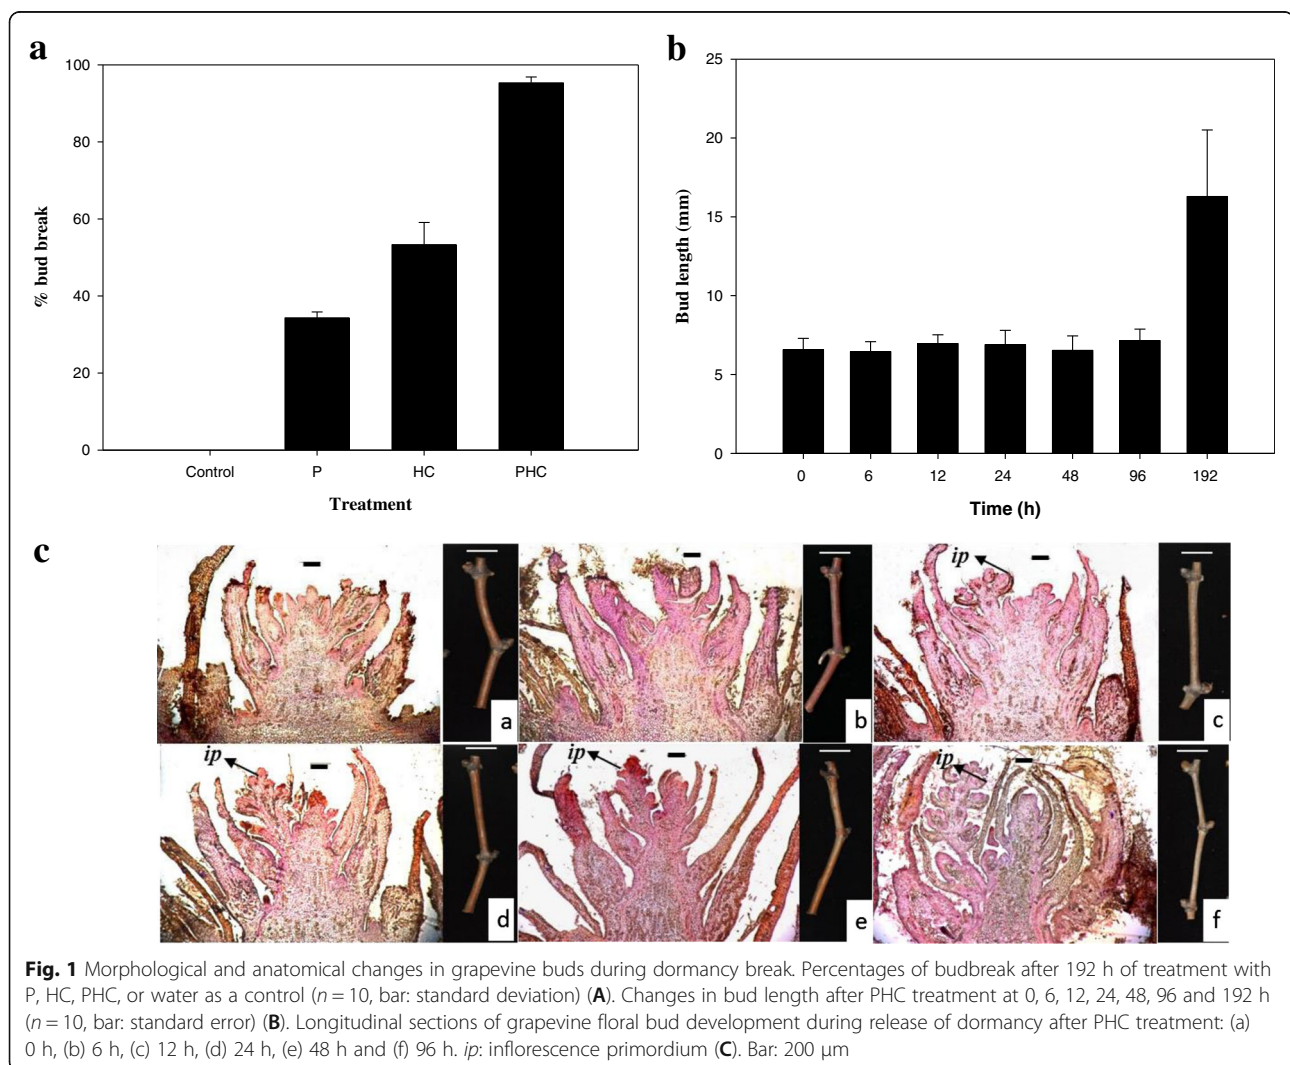 a
100
80
60
40
20
0
% bud break
Control P HC PHC
Treatment
b
25
20
15
10
5
0
Bud length (mm)
0 6 12 24 48 96 192
Time (h)
c
a
b
ip
c
ip
d
ip
e
ip
f
Fig. 1 Morphological and anatomical changes in grapevine buds during dormancy break. Percentages of budbreak after 192 h of treatment with
P, HC, PHC, or water as a control (n = 10, bar: standard deviation) (A). Changes in bud length after PHC treatment at 0, 6, 12, 24, 48, 96 and 192 h
(n = 10, bar: standard error) (B). Longitudinal sections of grapevine floral bud development during release of dormancy after PHC treatment: (a)
0 h, (b) 6 h, (c) 12 h, (d) 24 h, (e) 48 h and (f) 96 h. ip: inflorescence primordium (C). Bar: 200 μm